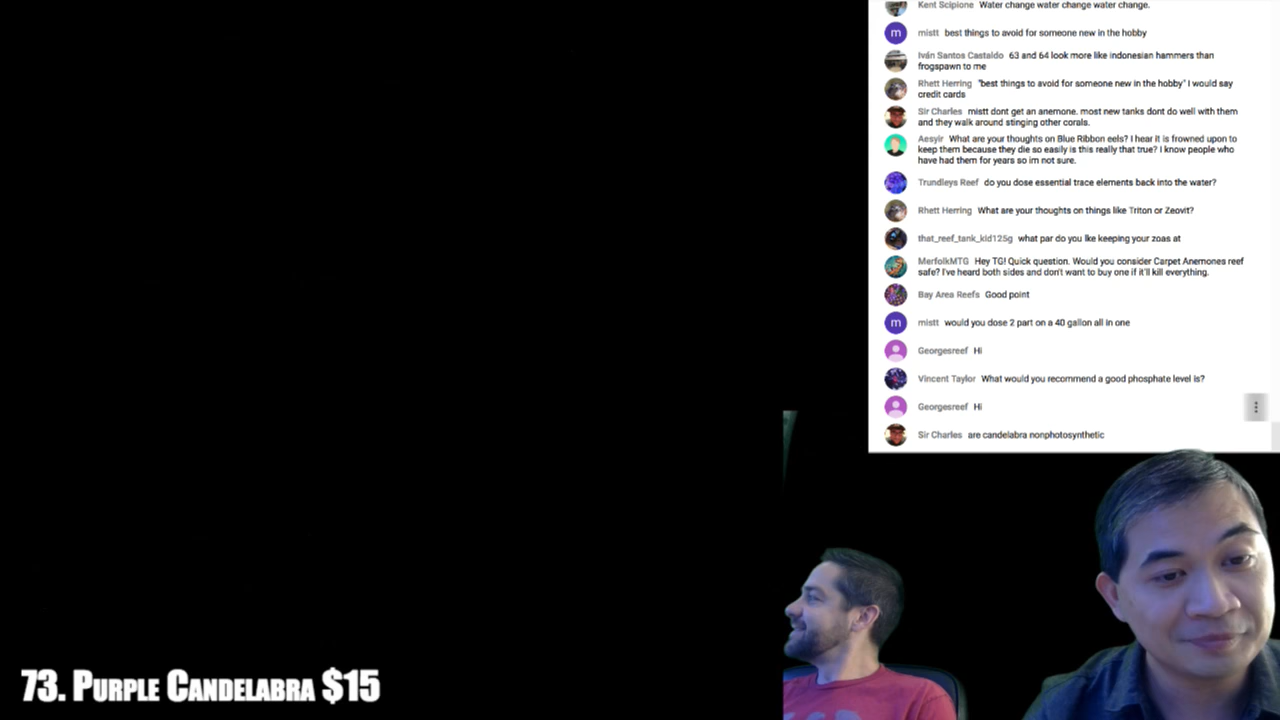 Kent Scipione Water change water change water change.
m
mistt best things to avoid for someone new in the hobby
Iván Santos Castaldo 63 and 64 look more like indonesian hammers than
frogspawn to me
Rhett Herring "best things to avoid for someone new in the hobby" I would say
credit cards
Sir Charles mistt dont get an anemone. most new tanks dont do well with them
and they walk around stinging other corals.
Aesyir What are your thoughts on Blue Ribbon eels? I hear it is frowned upon to
keep them because they die so easily is this really that true? I know people who
have had them for years so im not sure.
Trundleys Reef do you dose essential trace elements back into the water?
Rhett Herring What are your thoughts on things like Triton or Zeovit?
that_reef_tank_kid125g what par do you lke keeping your zoas at
MerfolkMTG Hey TG! Quick question. Would you consider Carpet Anemones reef
safe? I've heard both sides and don't want to buy one if it'll kill everything.
Bay Area Reefs Good point
m
mistt would you dose 2 part on a 40 gallon all in one
Georgesreef Hi
Vincent Taylor What would you recommend a good phosphate level is?
Georgesreef Hi
Sir Charles are candelabra nonphotosynthetic
73. Purple Candelabra $15